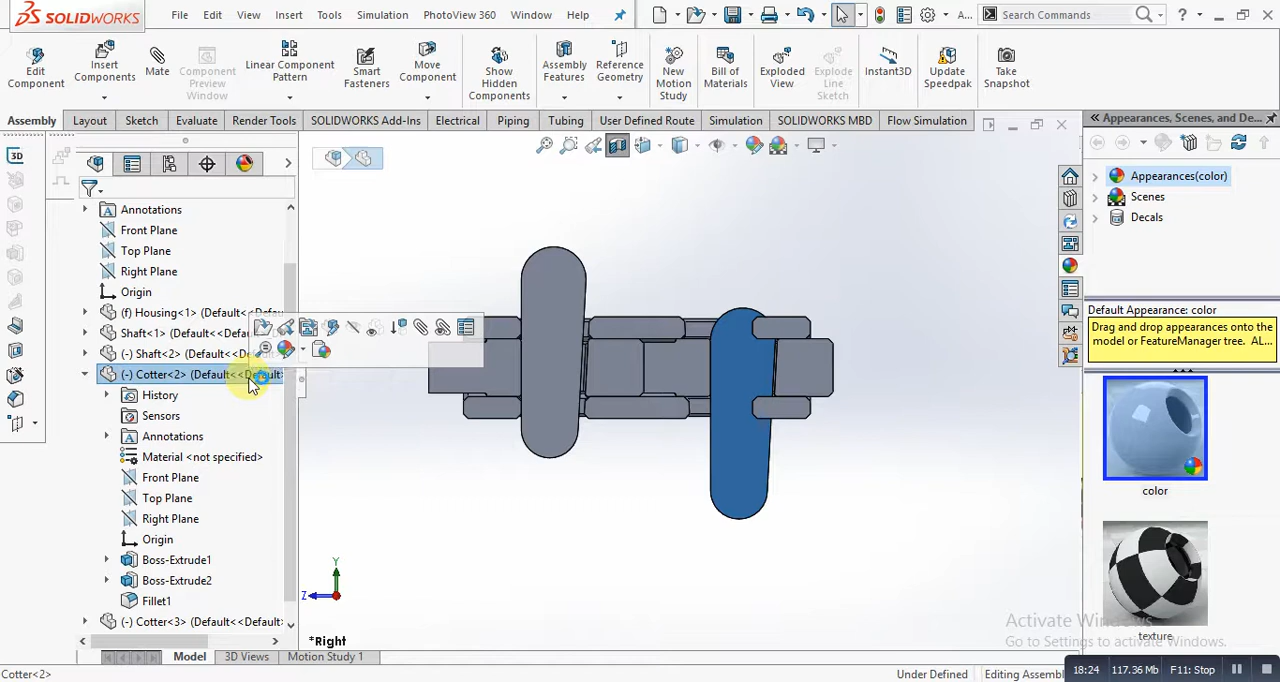 SOLIDWORKS
File Edit View Insert Tools Simulation PhotoView 360 Window Help
A...
Search Commands
?
Edit Component
Insert Components
Mate
Component Preview Window
Linear Component Pattern
Smart Fasteners
Move Component
Show Hidden Components
Assembly Features
Reference Geometry
New Motion Study
Bill of Materials
Exploded View
Explode Line Sketch
Instant3D
Update Speedpak
Take Snapshot
Assembly Layout Sketch Evaluate Render Tools SOLIDWORKS Add-Ins Electrical Piping Tubing User Defined Route Simulation SOLIDWORKS MBD Flow Simulation
Appearances, Scenes, and De...
3D
Annotations
Front Plane
Top Plane
Right Plane
Origin
(f) Housing<1> (Default<<Defau
Shaft<1> (Default<<Defau
(-) Shaft<2> (Default<<D
(-) Cotter<2> (Default<<Default
History
Sensors
Annotations
Material <not specified>
Front Plane
Top Plane
Right Plane
Origin
Boss-Extrude1
Boss-Extrude2
Fillet1
(-) Cotter<3> (Default<<Default
Y
Z
*Right
Appearances(color)
Scenes
Decals
Default Appearance: color
Drag and drop appearances onto the
model or FeatureManager tree. AL...
color
texture
Activate Windows
Go to Settings to activate Windows.
Model 3D Views Motion Study 1
Cotter<2>
Under Defined Editing Assemb
18:24 117.36 Mb F11: Stop